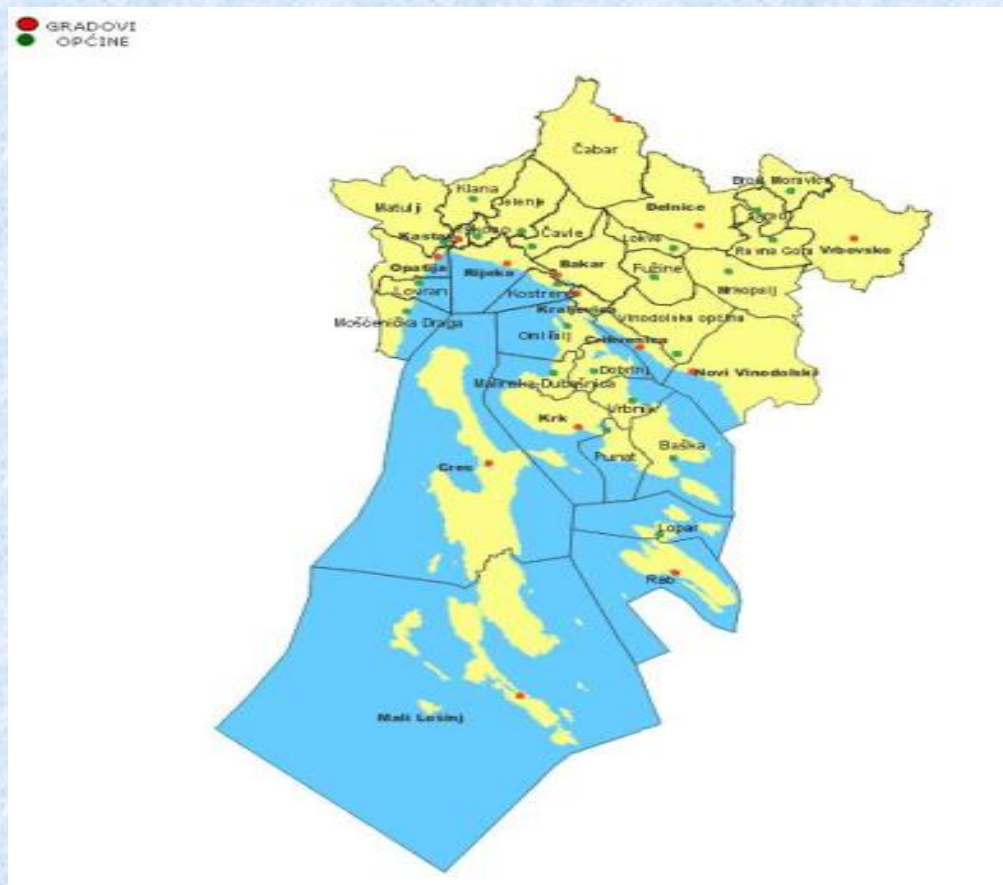 GRADOVI
OPĆINE
Čabar
Brod Moravice
Klana
Jelenje
Matulji
Delnice
Kastav
Čavle
Lokve
Ravna Gora
Vrbovsko
Opatija
Rijeka
Bakar
Fužine
Lovran
Kostrena
Mrkopalj
Kraljevica
Vinodolska općina
Mošćenička Draga
Omišalj
Crikvenica
Dobrinj
Novi Vinodolski
Malinska-Dubašnica
Vrbnik
Krk
Punat
Baška
Cres
Lopar
Rab
Mali Lošinj